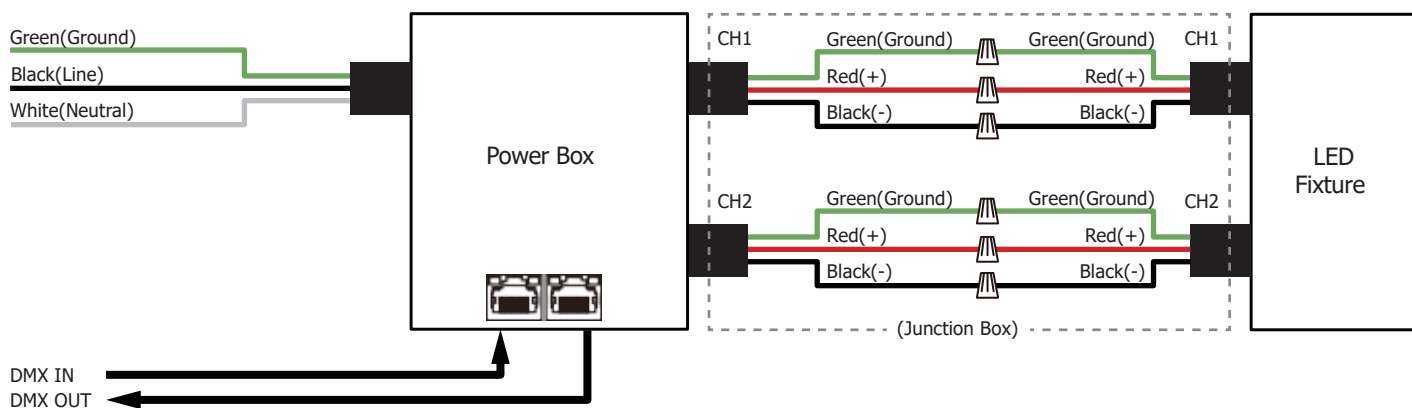 Green(Ground)
Black(Line)
White(Neutral)
Power Box
CH1
Green(Ground)
Green(Ground)
CH1
Red(+)
Red(+)
Black(-)
Black(-)
CH2
Green(Ground)
Green(Ground)
CH2
Red(+)
Red(+)
Black(-)
Black(-)
(Junction Box)
LED
Fixture
DMX IN
DMX OUT